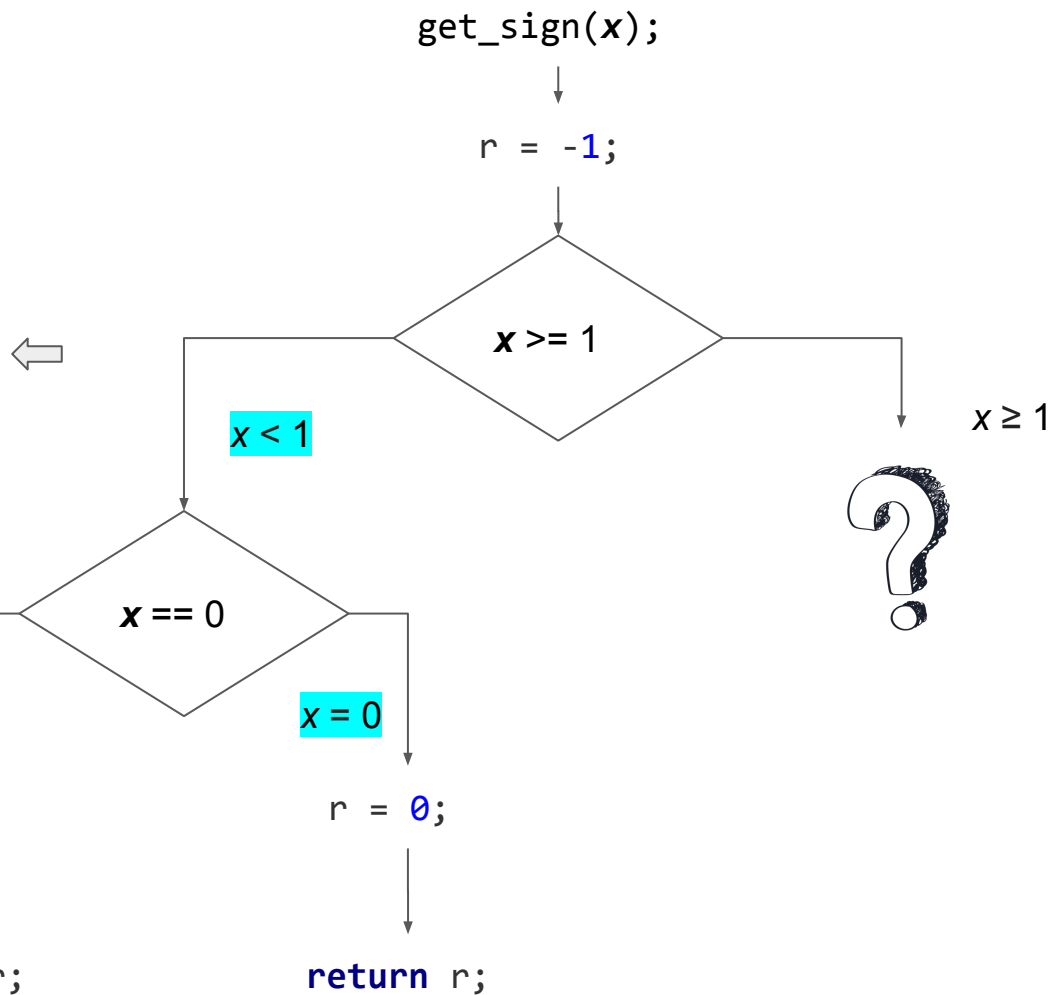 get_sign(x);
r = -1;
x >= 1
x ≥ 1
x < 1
x == 0
x = 0
r = 0;
return r;